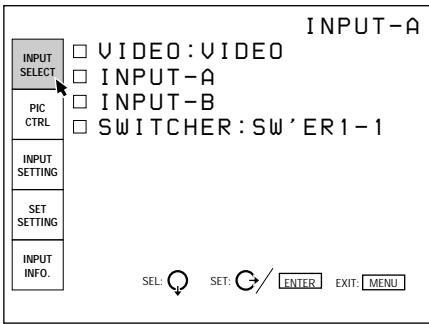 INPUT-A
INPUT
SELECT
□ VIDEO:VIDEO
□ INPUT-A
□ INPUT-B
□ SWITCHER:SW'ER1-1
PIC
CTRL
INPUT
SETTING
SET
SETTING
INPUT
INFO.
SEL: SET: / ENTER EXIT: MENU